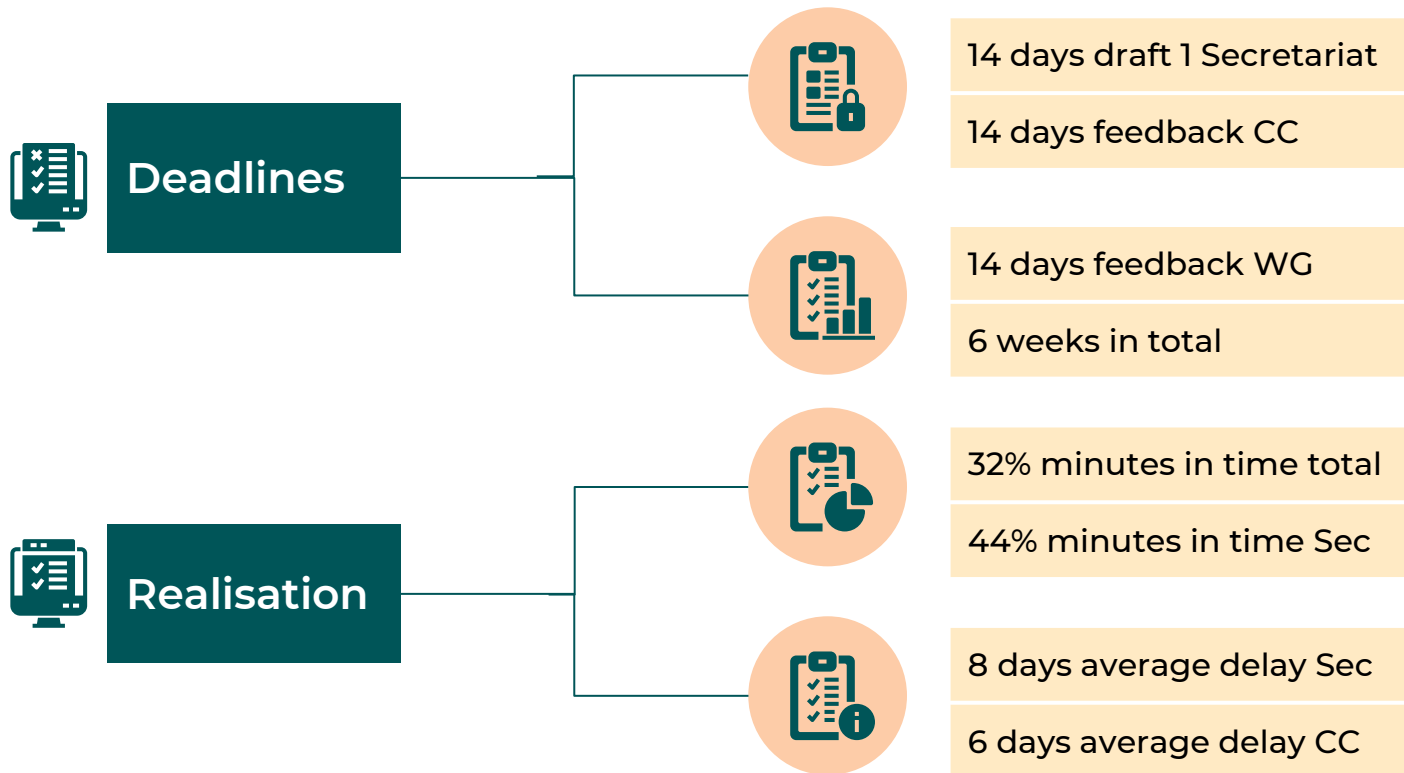 Deadlines
14 days draft 1 Secretariat
14 days feedback CC
14 days feedback WG
6 weeks in total
Realisation
32% minutes in time total
44% minutes in time Sec
8 days average delay Sec
6 days average delay CC